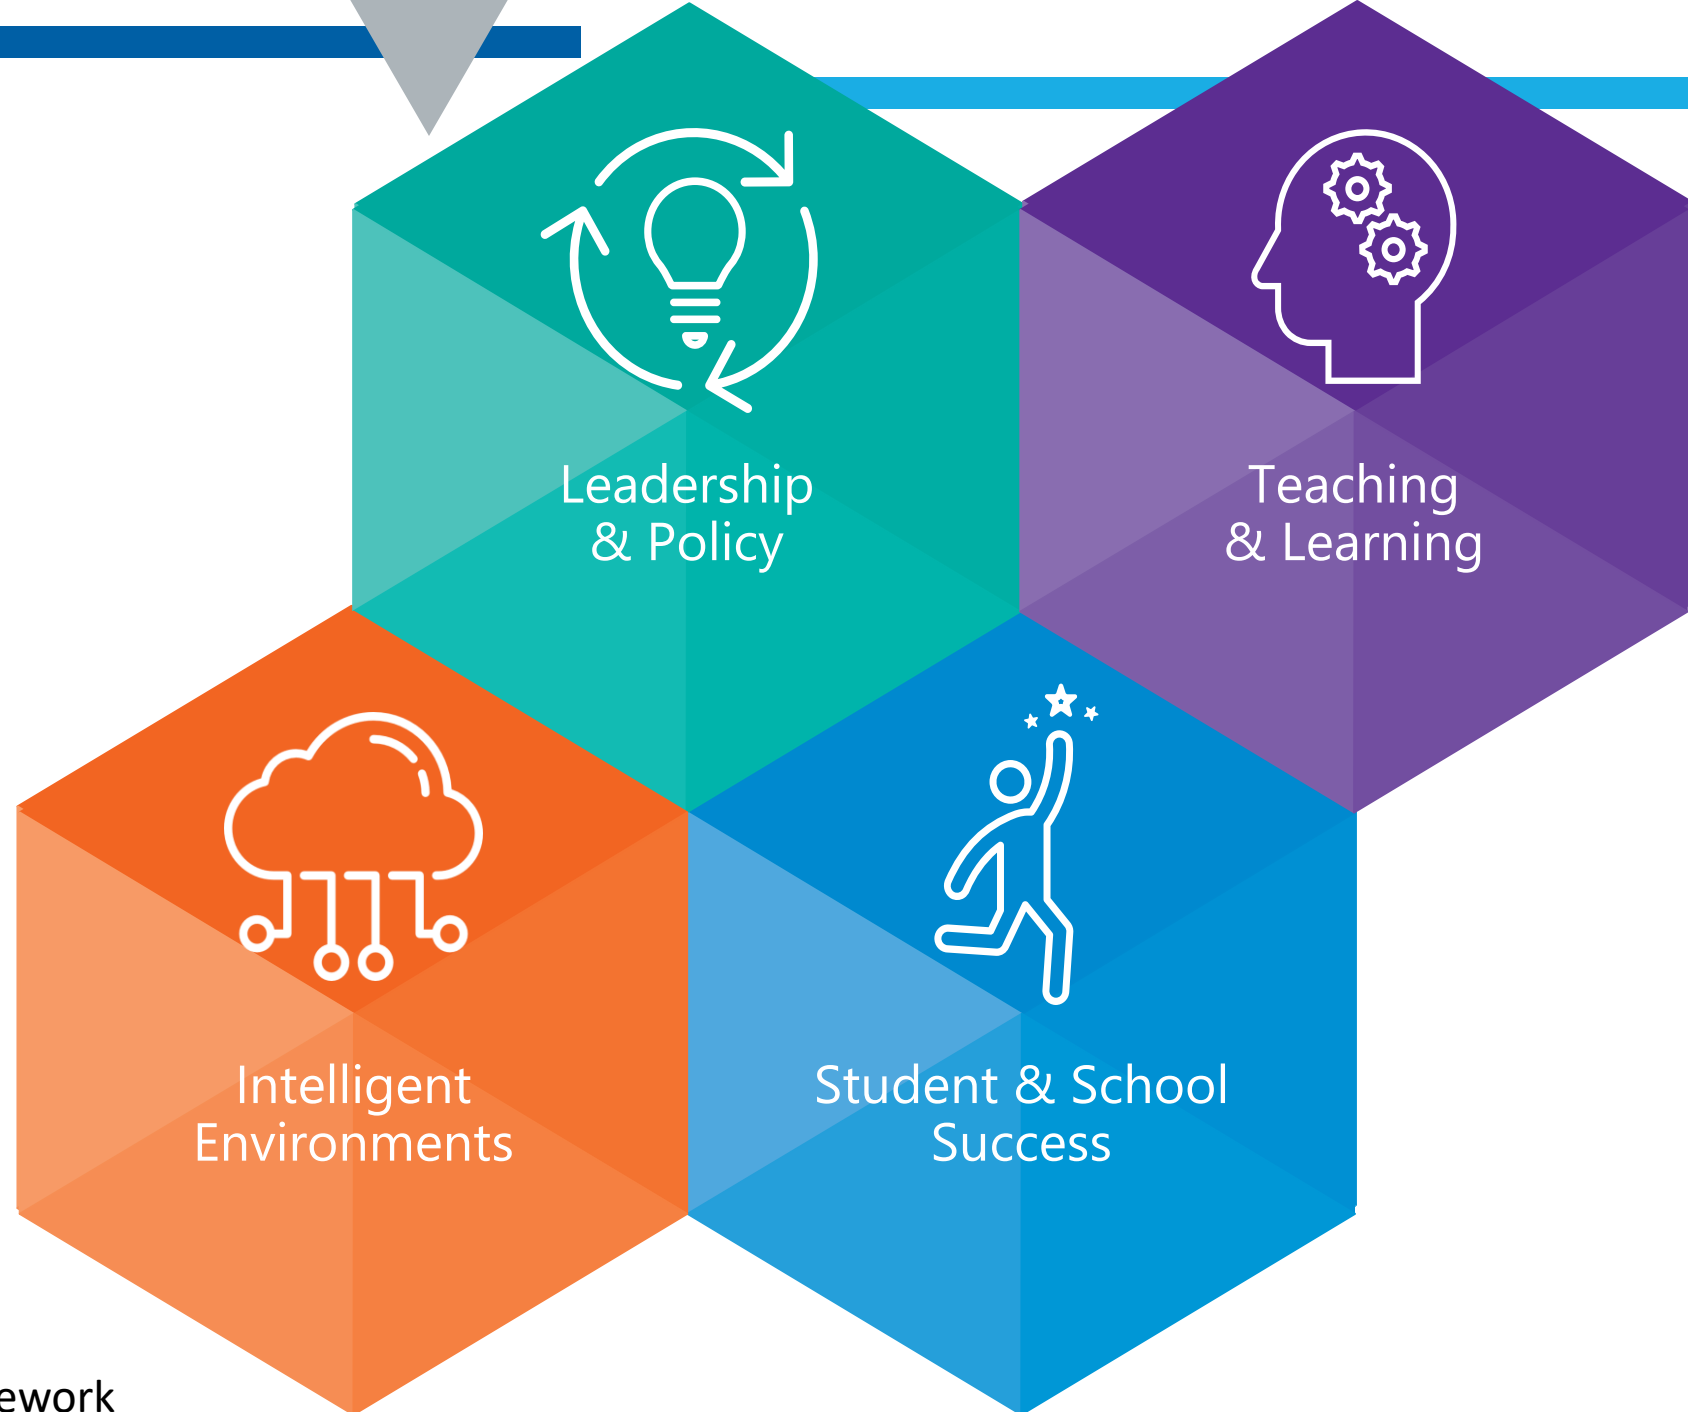 Leadership
& Policy
Teaching
& Learning
Intelligent
Environments
Student & School
Success
ework